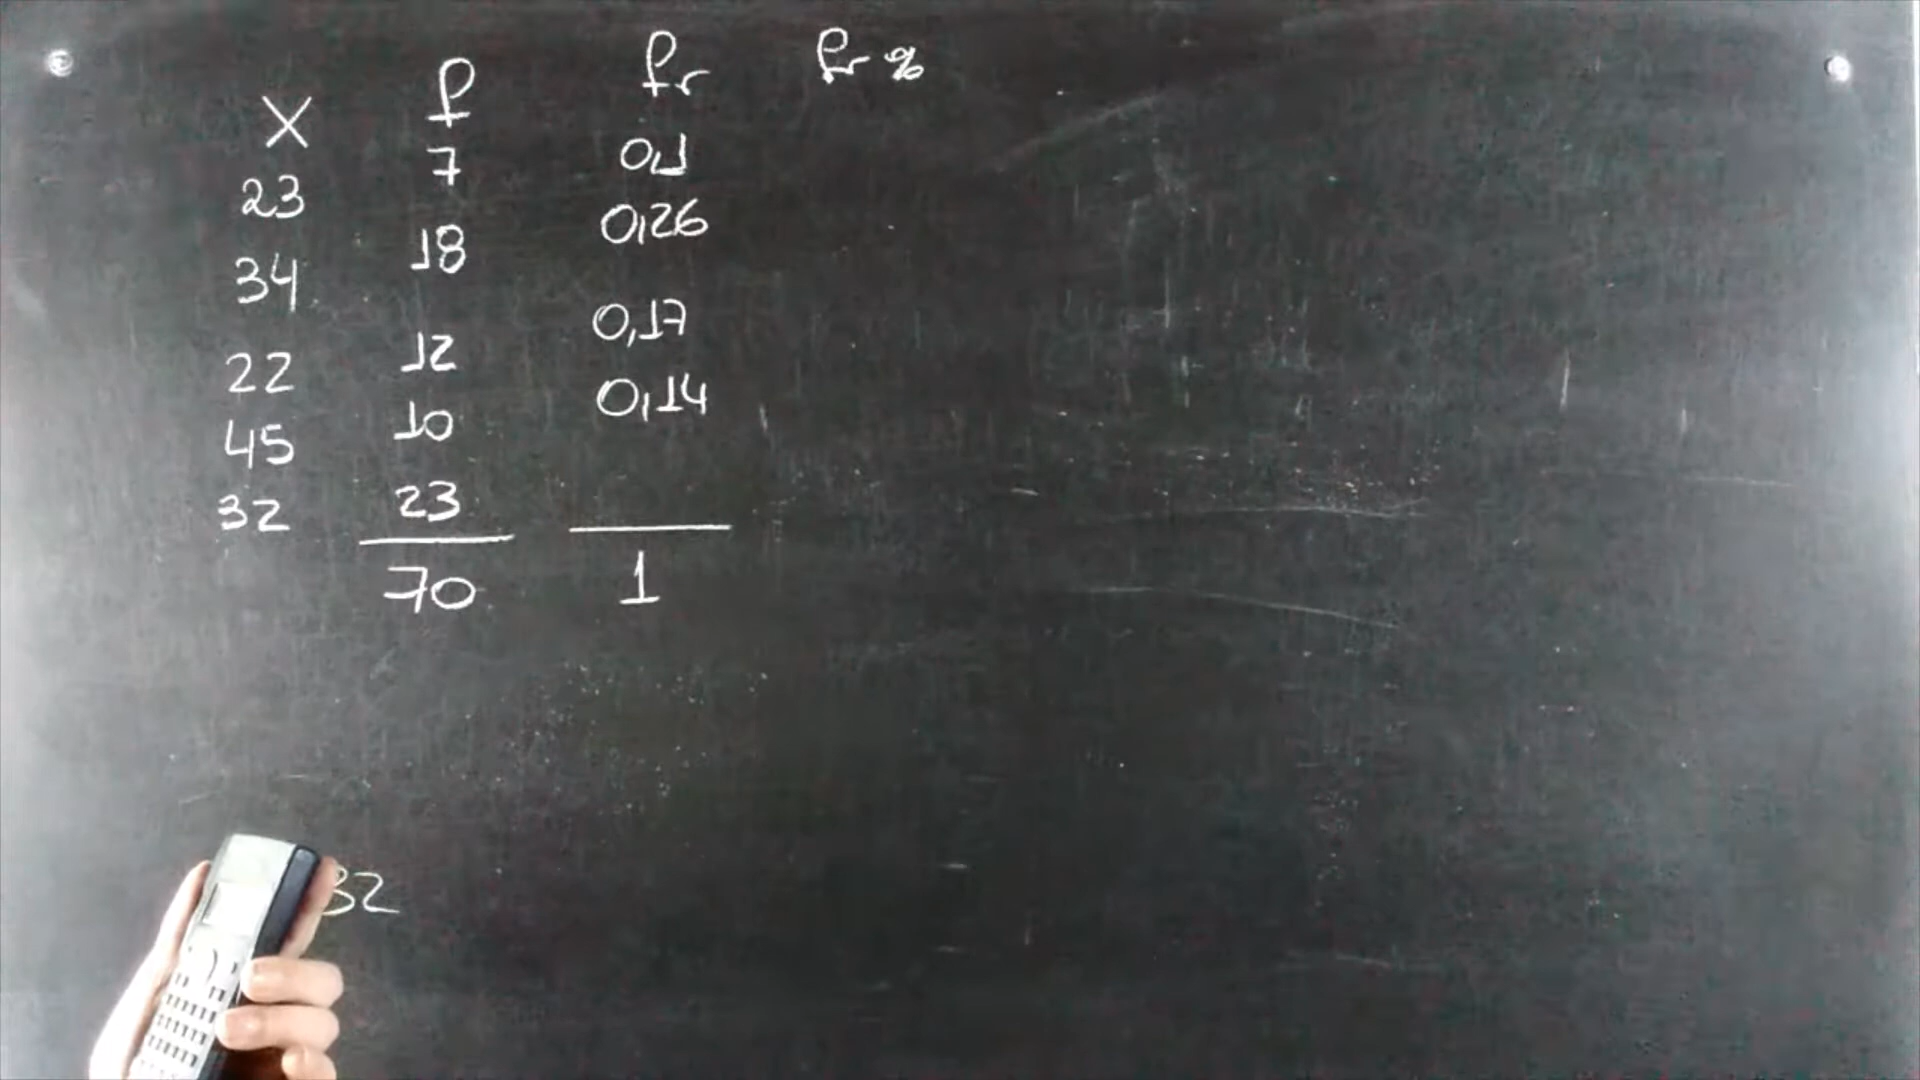 X f fr fr %
23 7 0,1
34 18 0,26
22 12 0,17
45 10 0,14
32 23
70 1
32